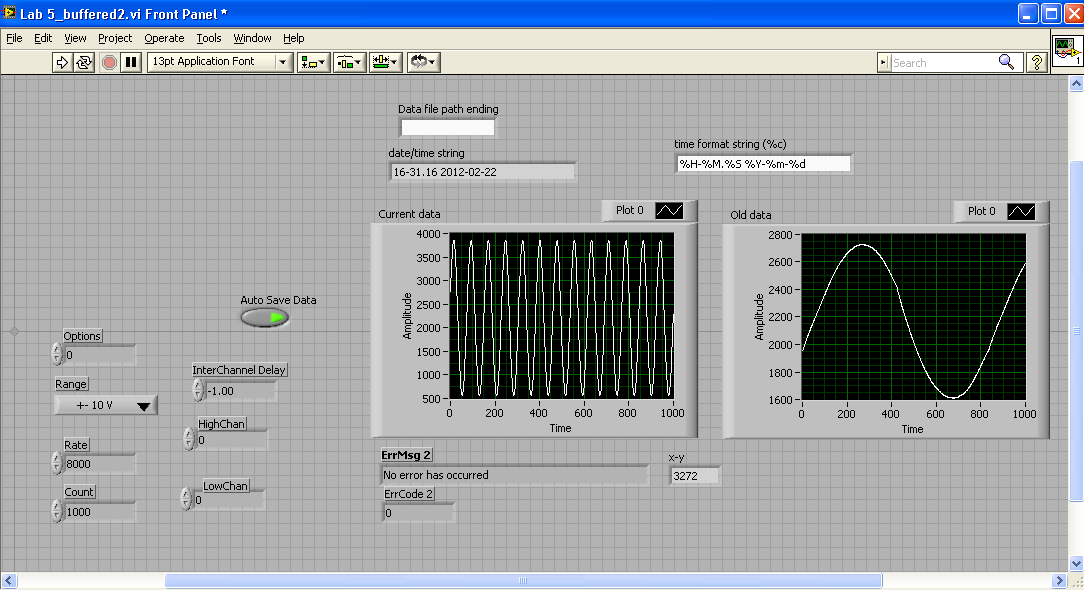 Lab 5_buffered2.vi Front Panel *
File Edit View Project Operate Tools Window Help
13pt Application Font
Search
?
1
Data file path ending
date/time string
16-31.16 2012-02-22
time format string (%c)
%H-%M.%S %Y-%m-%d
Current data
Plot 0
4000
3500
3000
2500
2000
1500
1000
500
Amplitude
0 200 400 600 800 1000
Time
Old data
Plot 0
2800
2600
2400
2200
2000
1800
1600
Amplitude
0 200 400 600 800 1000
Time
Auto Save Data
Options
0
Range
+- 10 V
Rate
8000
Count
1000
InterChannel Delay
-1.00
HighChan
0
LowChan
0
ErrMsg 2
No error has occurred
ErrCode 2
0
x-y
3272